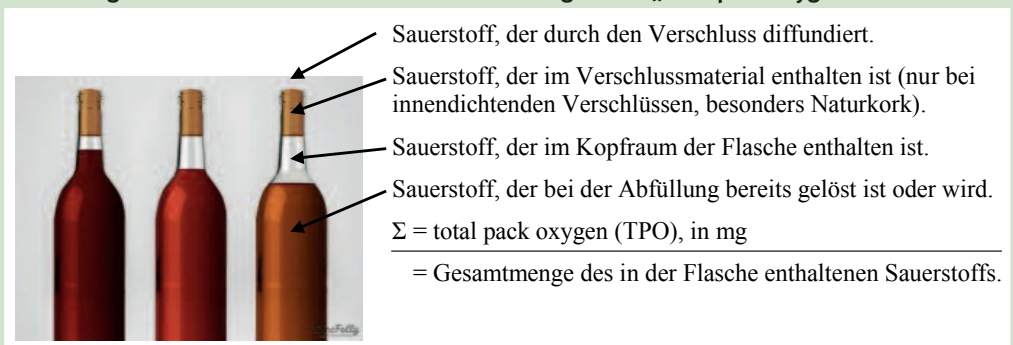 Sauerstoff, der durch den Verschluss diffundiert.
Sauerstoff, der im Verschlussmaterial enthalten ist (nur bei
innendichtenden Verschlüssen, besonders Naturkork).
Sauerstoff, der im Kopfraum der Flasche enthalten ist.
Sauerstoff, der bei der Abfüllung bereits gelöst ist oder wird.
Σ = total pack oxygen (TPO), in mg
= Gesamtmenge des in der Flasche enthaltenen Sauerstoffs.